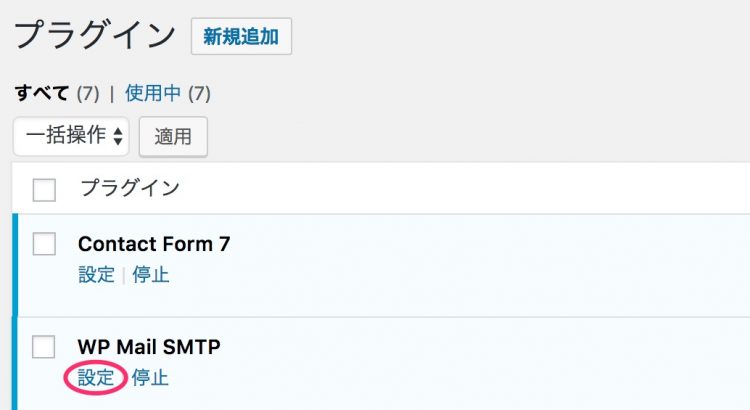 プラグイン 新規追加
すべて (7) | 使用中 (7)
一括操作 適用
プラグイン
Contact Form 7
設定 | 停止
WP Mail SMTP
設定 停止